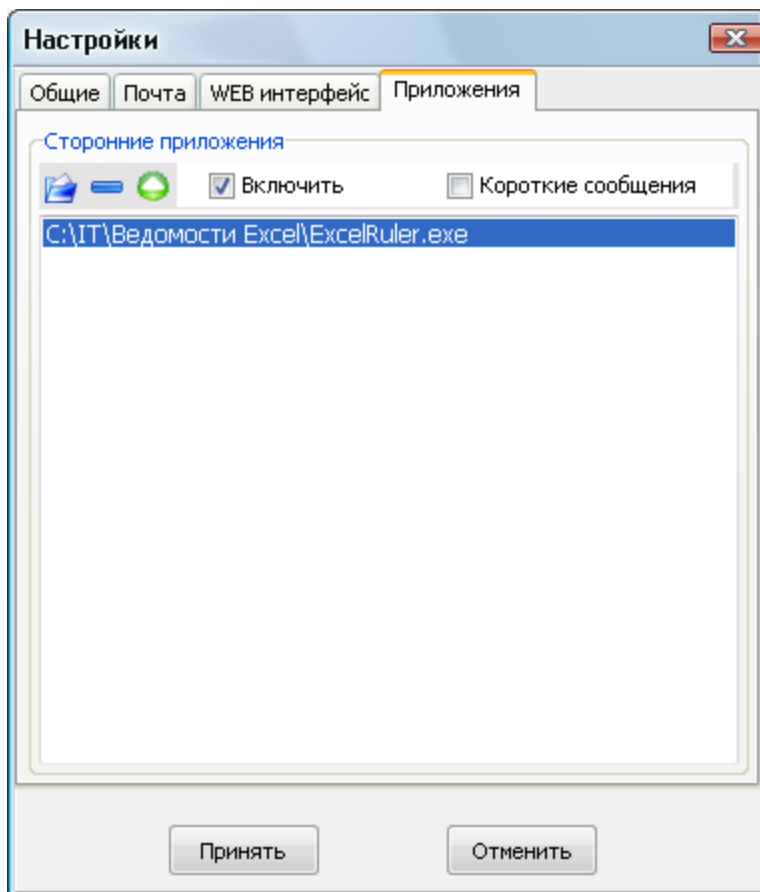 Настройки
Общие Почта WEB интерфейс Приложения
Сторонние приложения
Включить Короткие сообщения
C:\IT\Ведомости Excel\ExcelRuler.exe
Принять Отменить